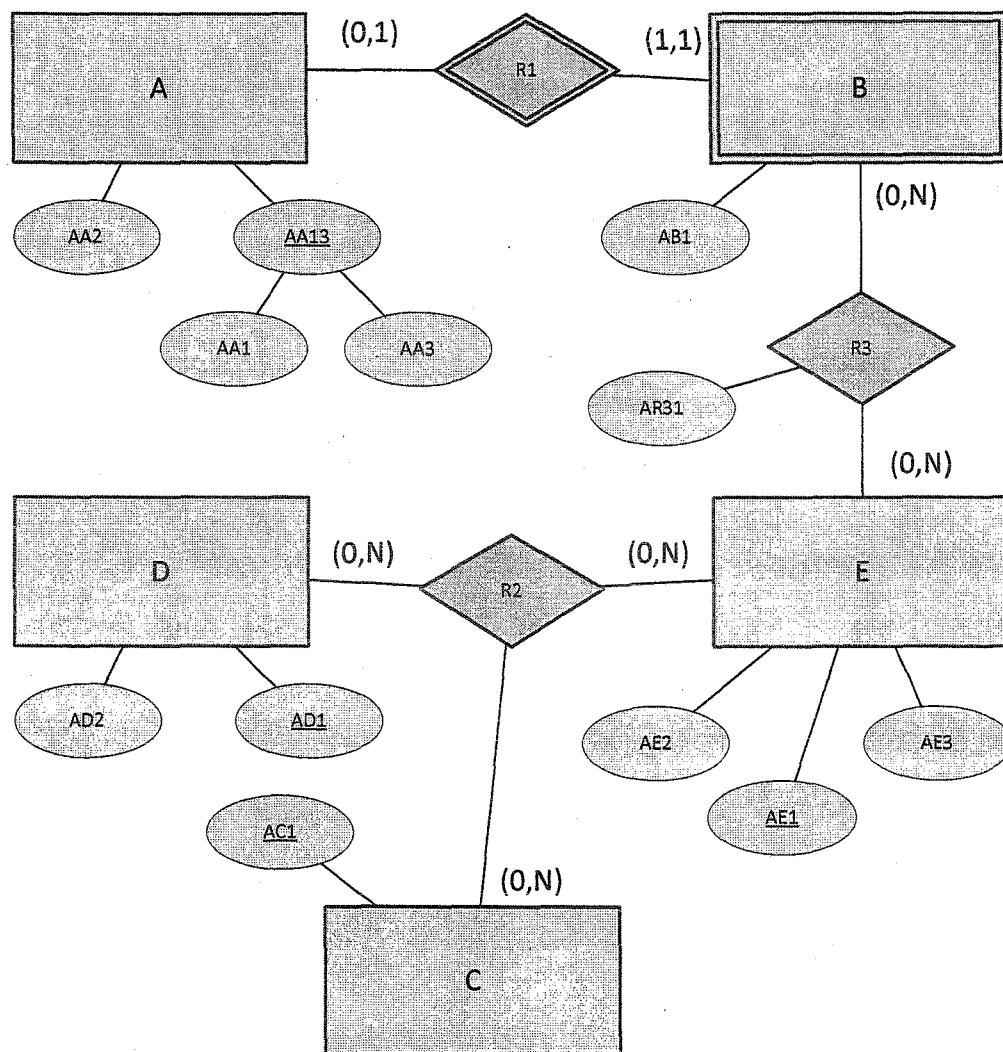 (0,1)
(1,1)
A
R1
B
(0,N)
AA2
AA13
AB1
AA1
AA3
R3
AR31
(0,N)
D
(0,N)
(0,N)
R2
E
AD2
AD1
AE2
AE3
AE1
AC1
(0,N)
C